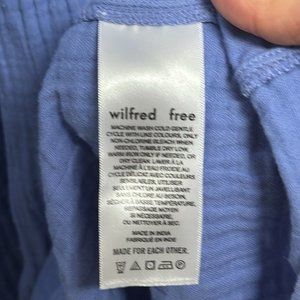 wilfred free
MACHINE WASH COLD GENTLE
CYCLE WITH LIKE COLOURS, ONLY
NON-CHLORINE BLEACH WHEN
NEEDED, TUMBLE DRY LOW.
WARM IRON ONLY IF NEEDED, OR
DRY CLEAN. LAVER À LA
MACHINE À L'EAU FROIDE AU
CYCLE DÉLICAT AVEC COULEURS
SEMBLABLES, UTILISER
SEULEMENT UN JAVELLISANT
SANS CHLORE AU BESOIN.
SÉCHER À BASSE TEMPÉRATURE.
REPASSAGE MOYEN
SI NÉCESSAIRE,
OU NETTOYER À SEC.
MADE IN INDIA
FABRIQUÉ EN INDE
MADE FOR EACH OTHER.